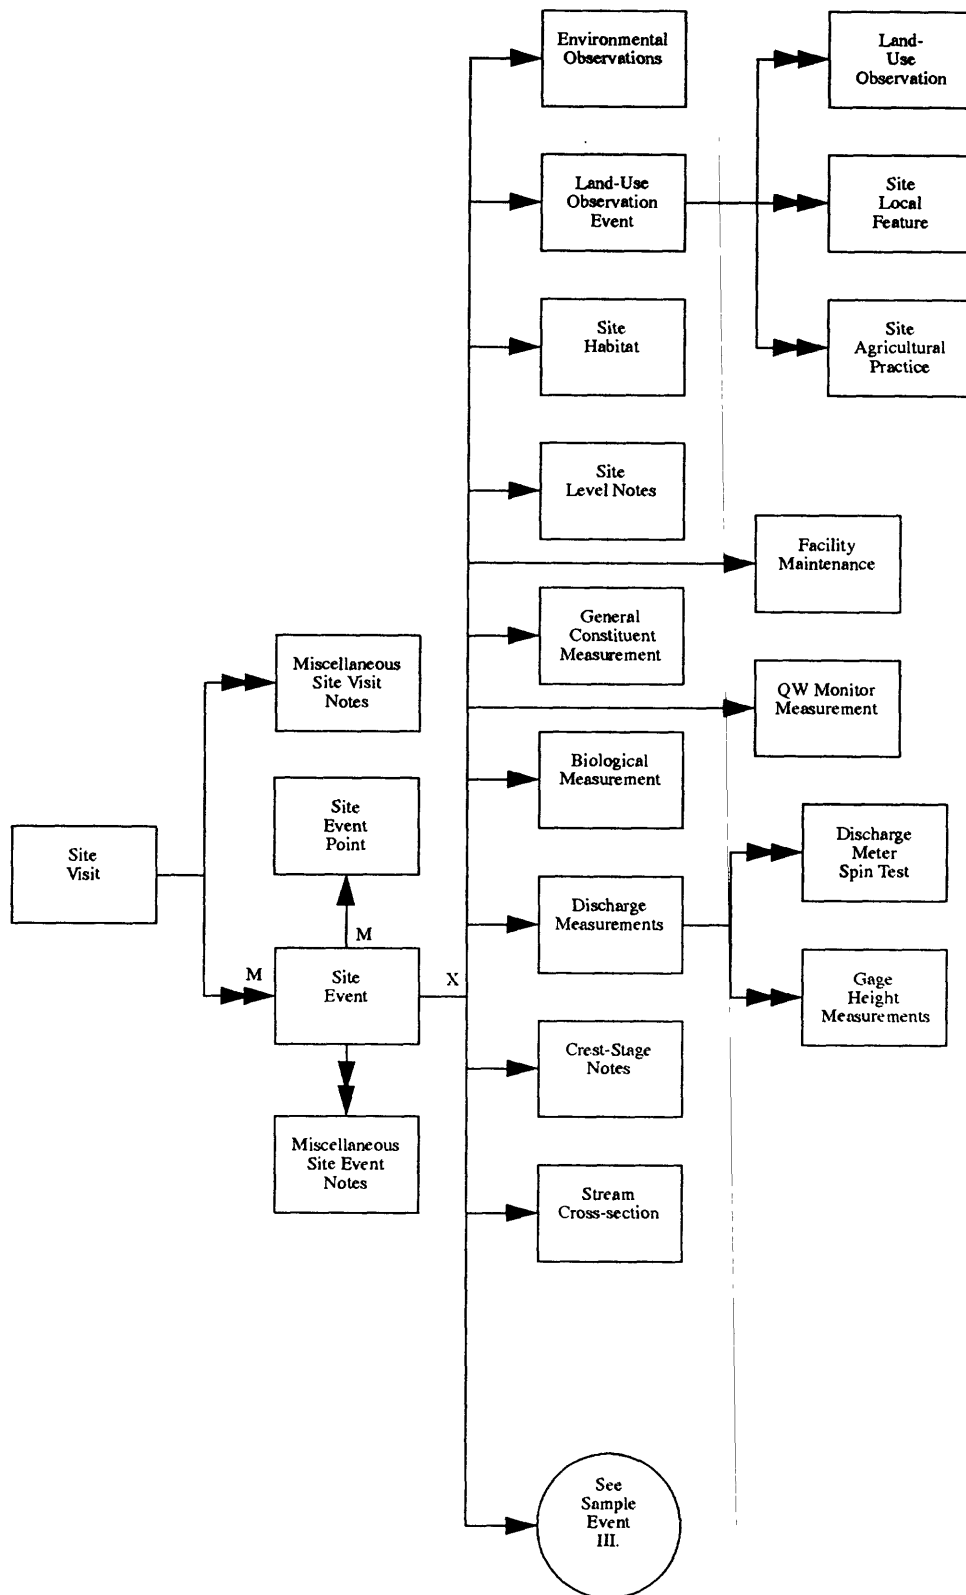 Environmental
Observations
Land-
Use
Observation
Land-Use
Observation
Event
Site
Local
Feature
Site
Habitat
Site
Agricultural
Practice
Site
Level Notes
Facility
Maintenance
General
Constituent
Measurement
Miscellaneous
Site Visit
Notes
QW Monitor
Measurement
Biological
Measurement
Site
Event
Point
Site
Visit
Discharge
Meter
Spin Test
Discharge
Measurements
M
M
Site
Event
X
Gage
Height
Measurements
Crest-Stage
Notes
Miscellaneous
Site Event
Notes
Stream
Cross-section
See
Sample
Event
III.